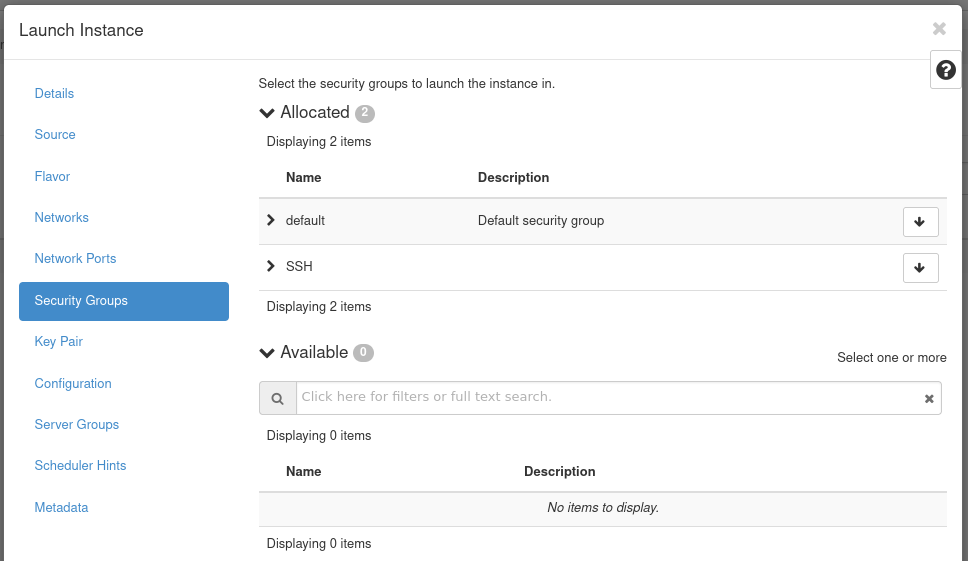 Launch Instance
Details
Source
Flavor
Networks
Network Ports
Security Groups
Key Pair
Configuration
Server Groups
Scheduler Hints
Metadata
Select the security groups to launch the instance in.
Allocated 2
Displaying 2 items
Name Description
default Default security group
SSH
Displaying 2 items
Available 0
Select one or more
Click here for filters or full text search.
Displaying 0 items
Name Description
No items to display.
Displaying 0 items